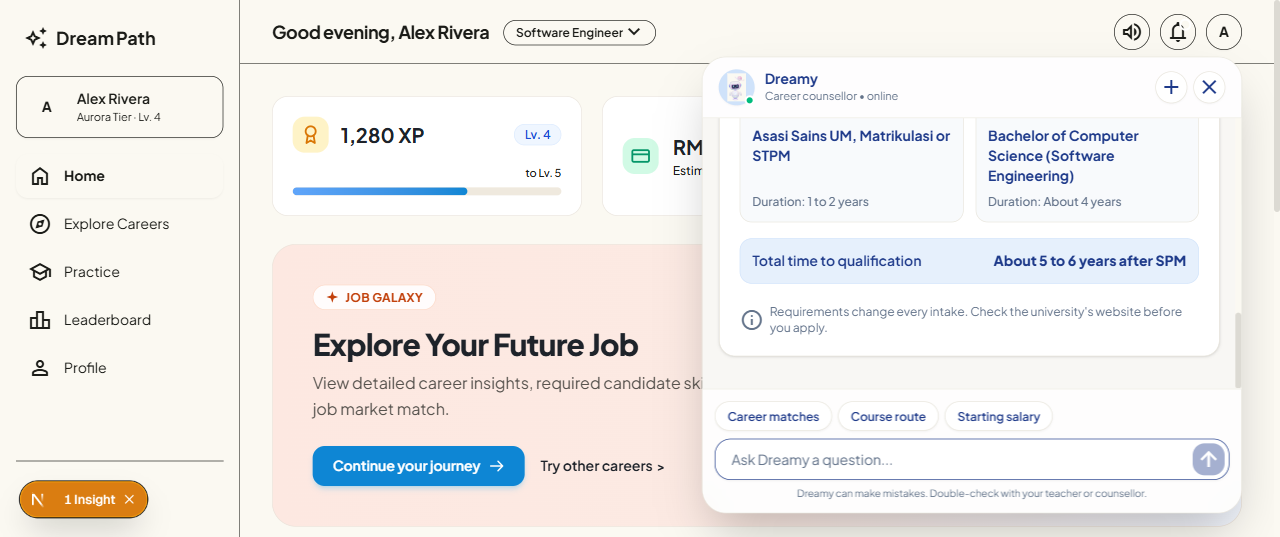 DreamPath
A
Alex Rivera
Aurora Tier · Lv. 4
Home
Explore Careers
Practice
Leaderboard
Profile
N
1 Insight
Good evening, Alex Rivera
Software Engineer
A
1,280 XP
Lv. 4
to Lv. 5
RM
JOB GALAXY
Explore Your Future Job
View detailed career insights, required candidate
job market match.
Continue your journey
Try other careers >
Dreamy
Career counsellor • online
Asasi Sains UM, Matrikulasi or
STPM
Duration: 1 to 2 years
Bachelor of Computer
Science (Software
Engineering)
Duration: About 4 years
Total time to qualification
About 5 to 6 years after SPM
Requirements change every intake. Check the university's website before
you apply.
Career matches
Course route
Starting salary
Ask Dreamy a question...
Dreamy can make mistakes. Double-check with your teacher or counsellor.